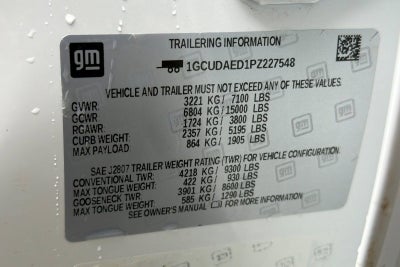 gm
TRAILERING INFORMATION
1GCUDAED1PZ227548
VEHICLE AND TRAILER MUST NOT EXCEED ANY OF THESE VALUES.
GVWR: 3221 KG/ 7100 LBS
GCWR: 6804 KG/ 15000 LBS
RGAWR: 1724 KG/ 3800 LBS
CURB WEIGHT: 2357 KG/ 5195 LBS
MAX PAYLOAD: 864 KG/ 1905 LBS
SAE J2807 TRAILER WEIGHT RATING (TWR) FOR VEHICLE CONFIGURATION.
CONVENTIONAL TWR: 4218 KG/ 9300 LBS
MAX TONGUE WEIGHT: 422 KG/ 930 LBS
GOOSENECK TWR: 3901 KG/ 8600 LBS
MAX TONGUE WEIGHT: 585 KG/ 1290 LBS
SEE OWNER'S MANUAL FOR MORE INFORMATION